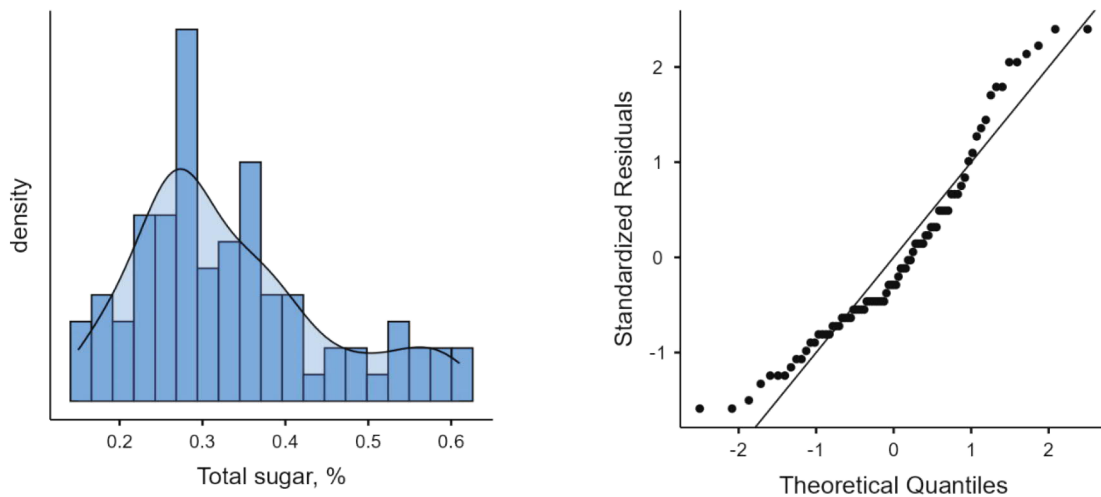 density
0.2 0.3 0.4 0.5 0.6
Total sugar, %
Standardized Residuals
2
1
0
-1
-2 -1 0 1 2
Theoretical Quantiles